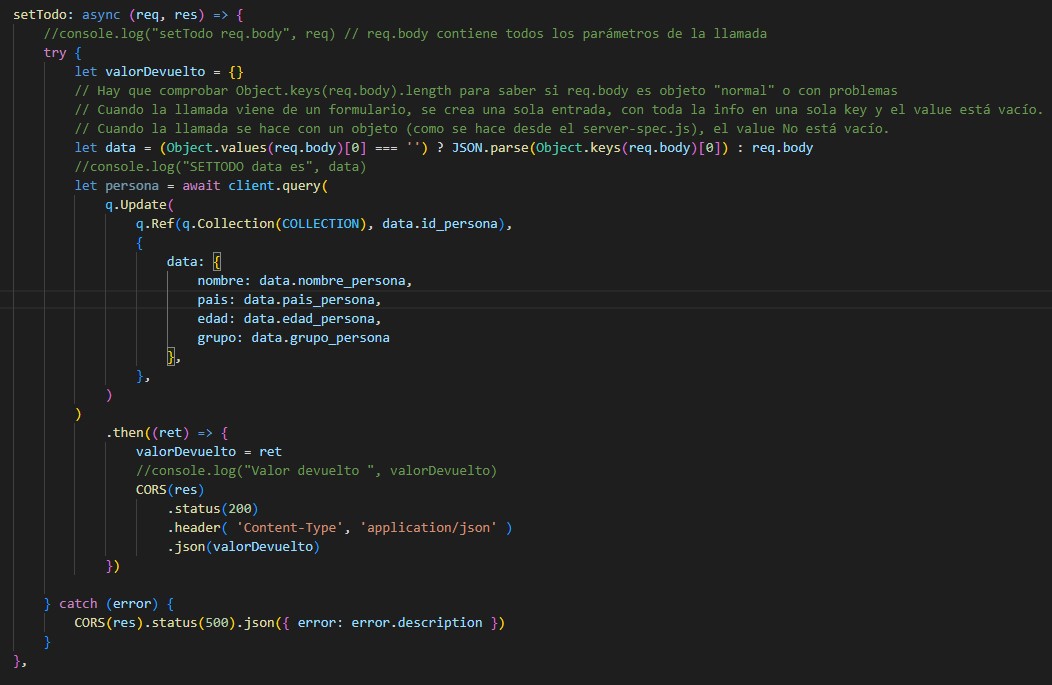 setTodo: async (req, res) => {
//console.log("setTodo req.body", req) // req.body contiene todos los parámetros de la llamada
try {
let valorDevuelto = {}
// Hay que comprobar Object.keys(req.body).length para saber si req.body es objeto "normal" o con problemas
// Cuando la llamada viene de un formulario, se crea una sola entrada, con toda la info en una sola key y el value está vacío.
// Cuando la llamada se hace con un objeto (como se hace desde el server-spec.js), el value No está vacío.
let data = (Object.values(req.body)[0] === '') ? JSON.parse(Object.keys(req.body)[0]) : req.body
//console.log("SETTODO data es", data)
let persona = await client.query(
q.Update(
q.Ref(q.Collection(COLLECTION), data.id_persona),
{
data: {
nombre: data.nombre_persona,
pais: data.pais_persona,
edad: data.edad_persona,
grupo: data.grupo_persona
},
},
)
)
.then((ret) => {
valorDevuelto = ret
//console.log("Valor devuelto ", valorDevuelto)
CORS(res)
.status(200)
.header( 'Content-Type', 'application/json' )
.json(valorDevuelto)
})
} catch (error) {
CORS(res).status(500).json({ error: error.description })
}
},